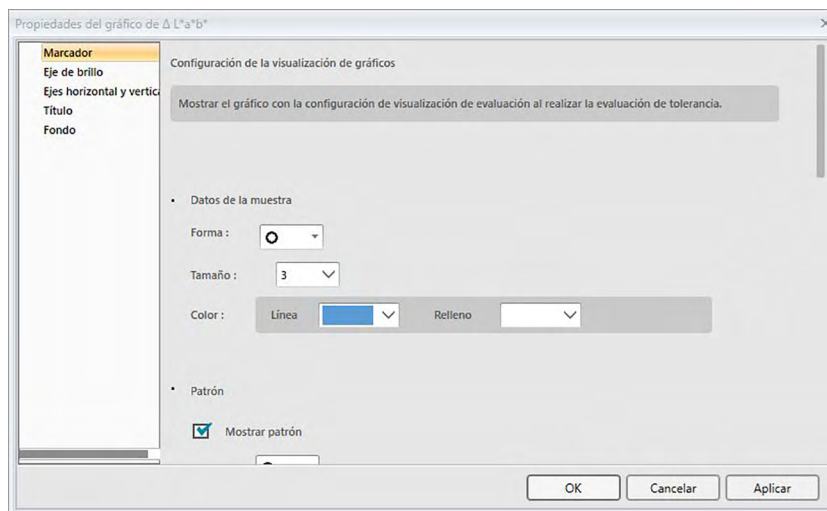 Propiedades del gráfico de Δ L*a*b*
Marcador
Eje de brillo
Ejes horizontal y vertica
Título
Fondo
Configuración de la visualización de gráficos
Mostrar el gráfico con la configuración de visualización de evaluación al realizar la evaluación de tolerancia.
• Datos de la muestra
Forma :
Tamaño : 3
Color : Línea Relleno
• Patrón
Mostrar patrón
OK Cancelar Aplicar